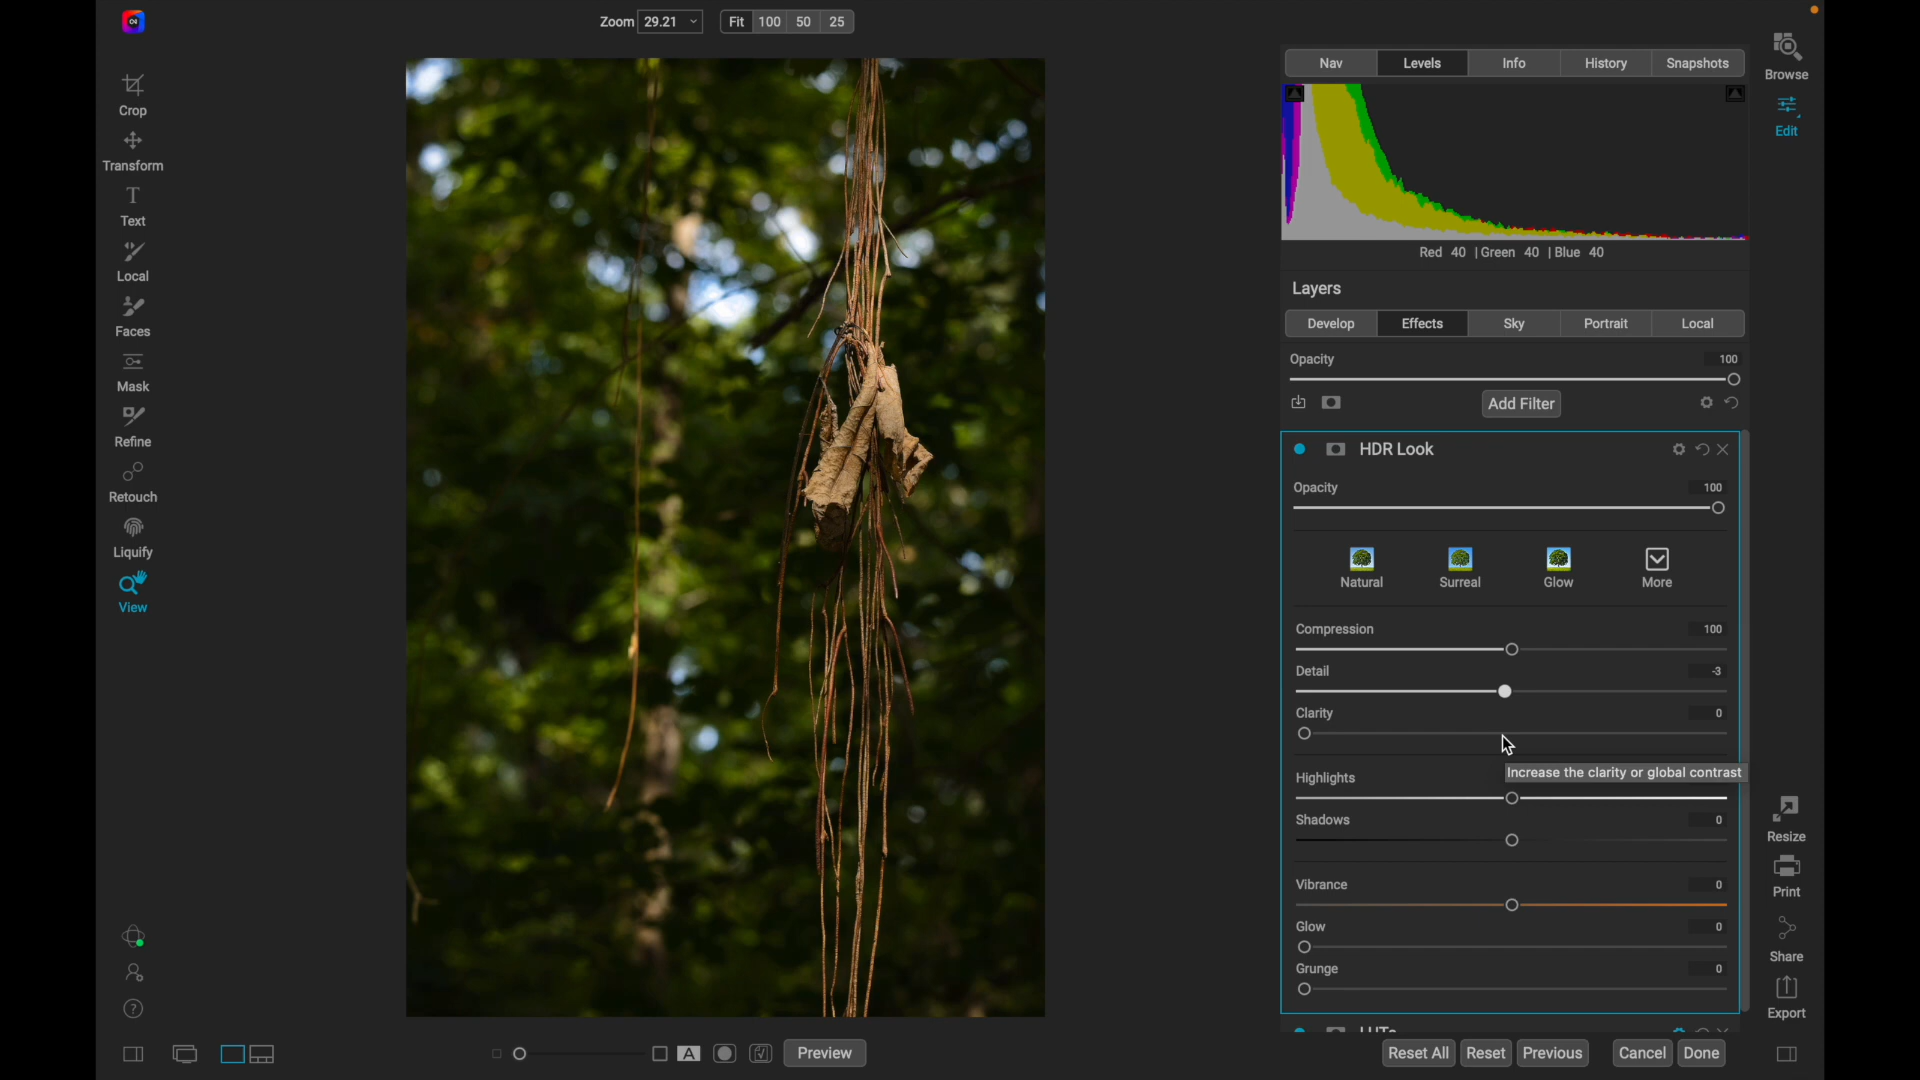 Zoom 29.21 Fit 100 50 25
Crop
Transform
Text
Local
Faces
Mask
Refine
Retouch
Liquify
View
Nav Levels Info History Snapshots
Red 40 | Green 40 | Blue 40
Layers
Develop Effects Sky Portrait Local
Opacity 100
Add Filter
HDR Look
Opacity 100
Natural Surreal Glow More
Compression 100
Detail -3
Clarity 0
Increase the clarity or global contrast
Highlights
Shadows 0
Vibrance 0
Glow 0
Grunge 0
LUTs
Browse
Edit
Resize
Print
Share
Export
A Preview
Reset All Reset Previous Cancel Done